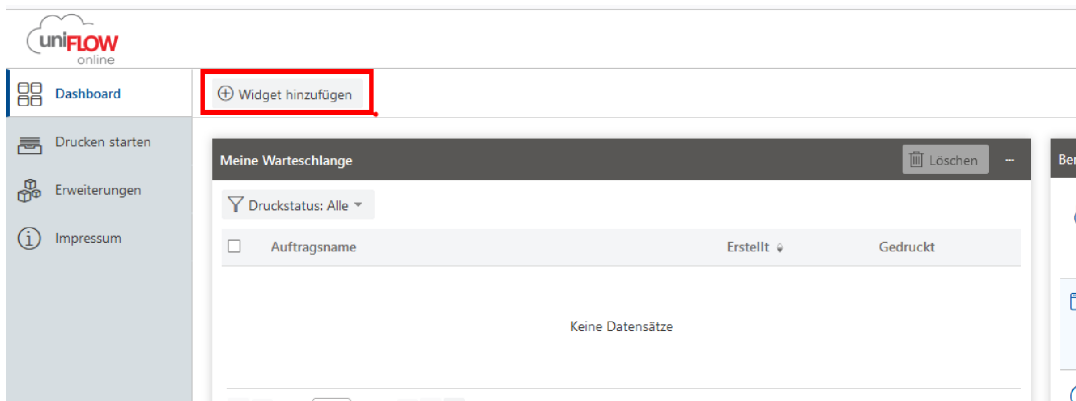 uniFLOW
online
Dashboard
Widget hinzufügen
Drucken starten
Erweiterungen
Impressum
Meine Warteschlange
Löschen
Druckstatus: Alle
Auftragsname Erstellt Gedruckt
Keine Datensätze